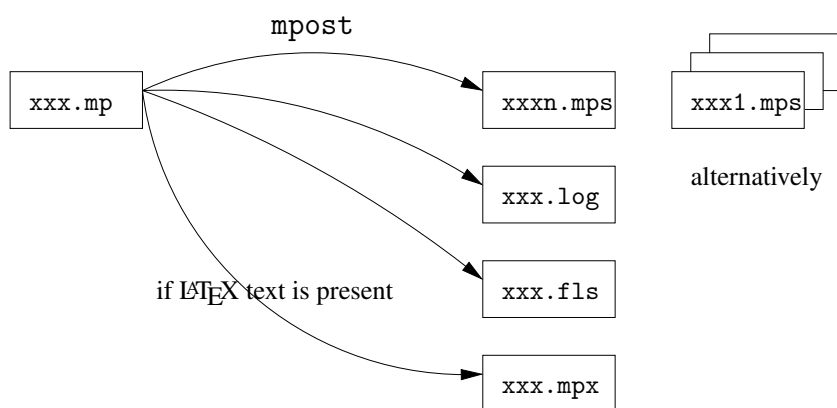 mpost
xxx.mp
xxxn.mps
xxx1.mps
xxx.log
alternatively
if LATEX text is present
xxx.fls
xxx.mpx